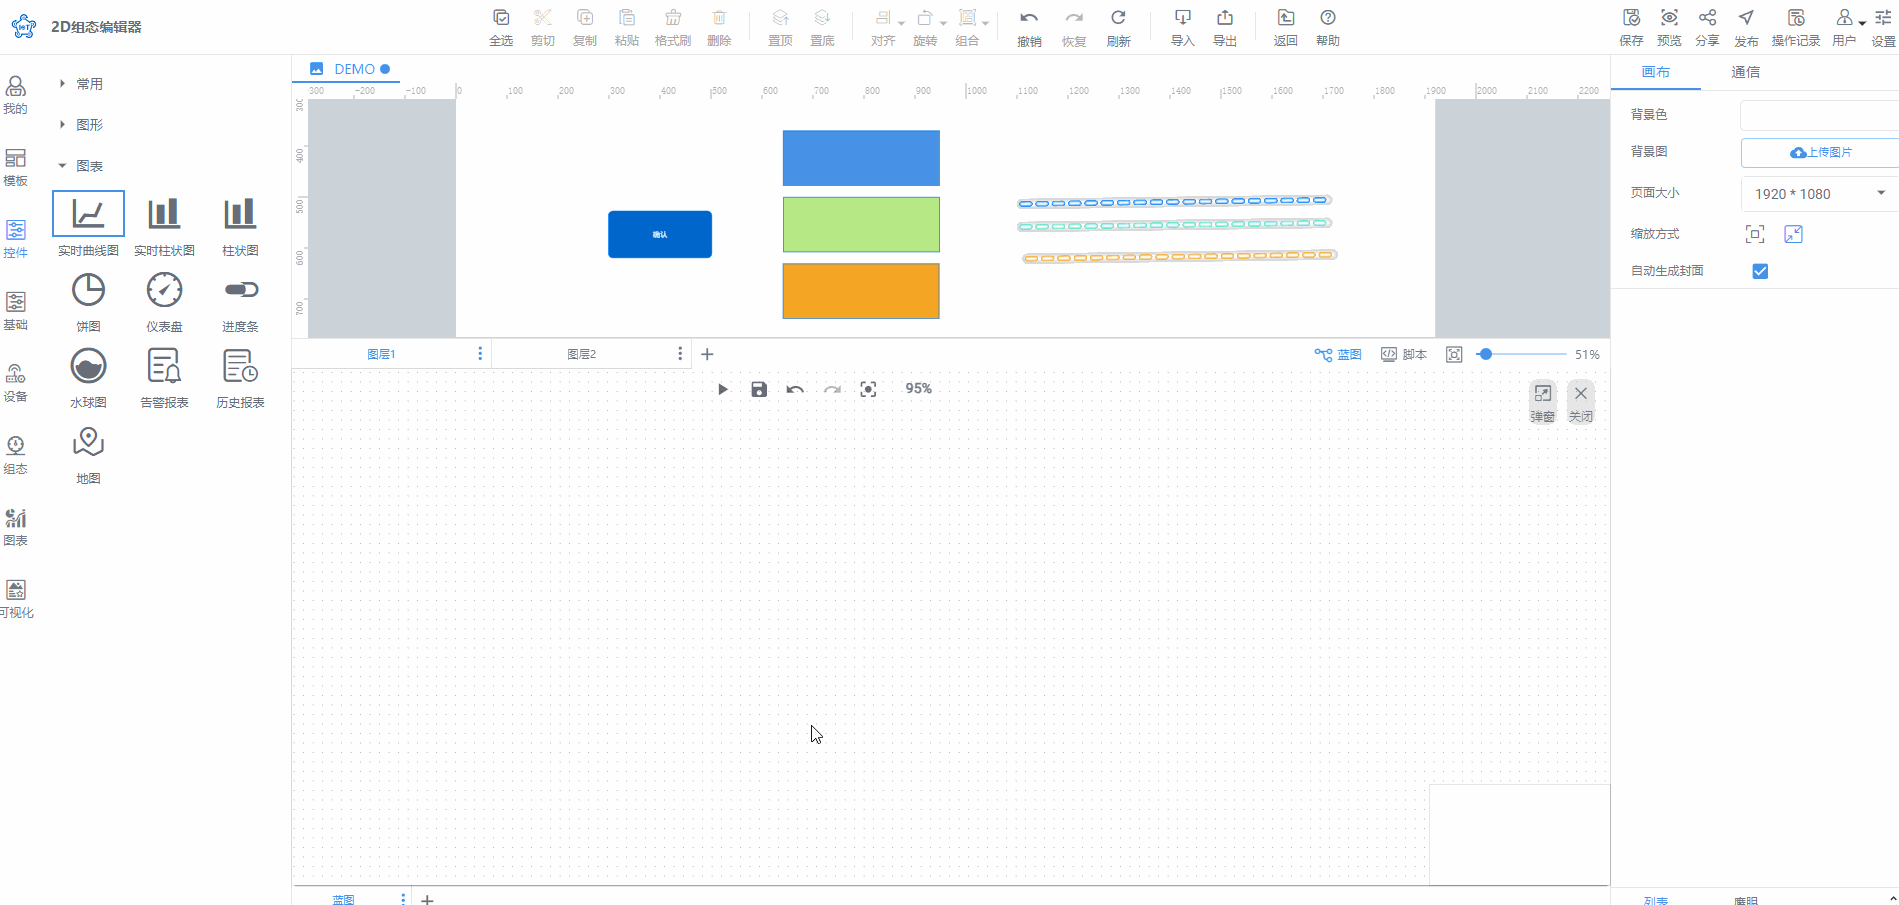 2D组态编辑器
全选 剪切 复制 粘贴 格式刷 删除 置顶 置底 对齐 旋转 组合 撤销 恢复 刷新 导入 导出 返回 帮助
保存 预览 分享 发布 操作记录 用户 设置
我的
模板
控件
基础
设备
组态
图表
可视化
常用
图形
图表
实时曲线图 实时柱状图 柱状图
饼图 仪表盘 进度条
水球图 告警报表 历史报表
地图
DEMO
300 -200 -100 0 100 200 300 400 500 600 700 800 900 1000 1100 1200 1300 1400 1500 1600 1700 1800 1900 2000 2100 2200
400
500
600
700
确认
图层1 图层2
蓝图 脚本 51%
95%
弹窗 关闭
蓝图
画布 通信
背景色
背景图 上传图片
页面大小 1920 * 1080
缩放方式
自动生成封面
列表 鹰眼